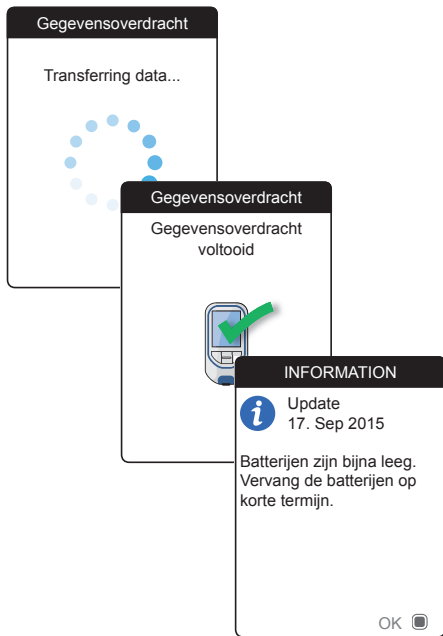 Gegevensoverdracht
Transferring data...
Gegevensoverdracht
Gegevensoverdracht
voltooid
INFORMATION
i
Update
17. Sep 2015
Batterijen zijn bijna leeg.
Vervang de batterijen op
korte termijn.
OK